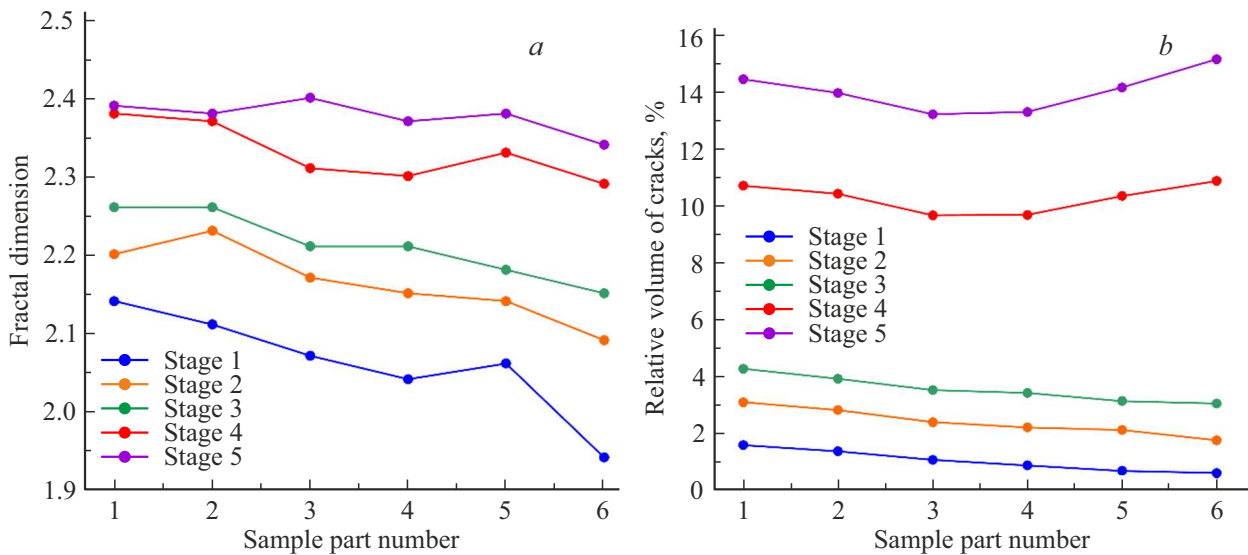 a
Fractal dimension
2.5
2.4
2.3
2.2
2.1
2.0
1.9
Stage 1
Stage 2
Stage 3
Stage 4
Stage 5
1 2 3 4 5 6
Sample part number
b
Relative volume of cracks, %
16
14
12
10
8
6
4
2
0
Stage 1
Stage 2
Stage 3
Stage 4
Stage 5
1 2 3 4 5 6
Sample part number